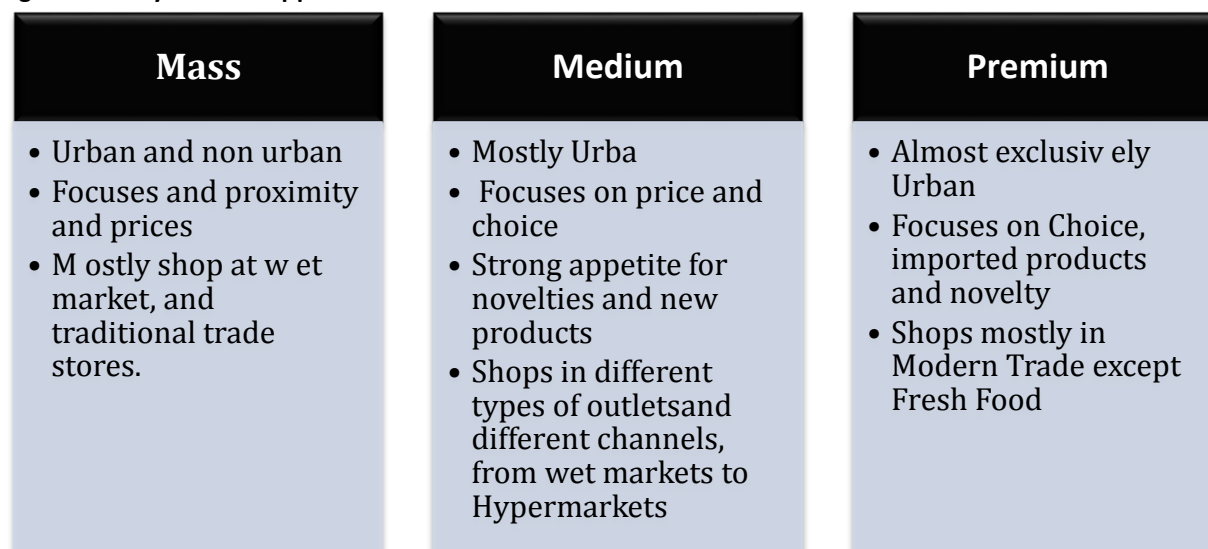 Mass
• Urban and non urban
• Focuses and proximity
and prices
• M ostly shop at w et
market, and
traditional trade
stores.
Medium
• Mostly Urba
• Focuses on price and
choice
• Strong appetite for
novelties and new
products
• Shops in different
types of outletsand
different channels,
from wet markets to
Hypermarkets
Premium
• Almost exclusiv ely
Urban
• Focuses on Choice,
imported products
and novelty
• Shops mostly in
Modern Trade except
Fresh Food